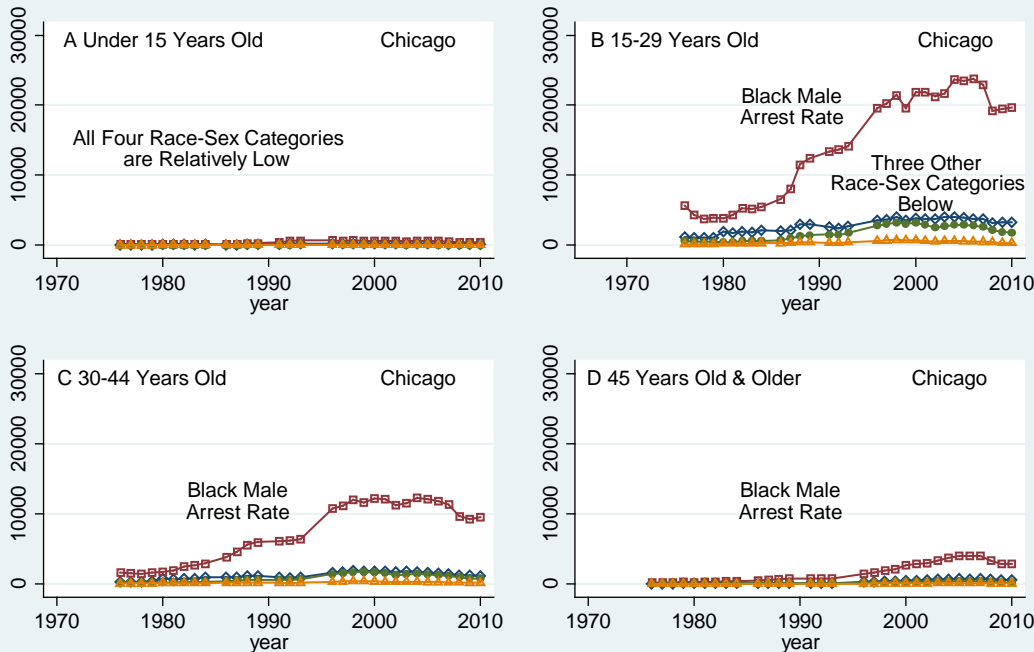 A Under 15 Years Old Chicago
All Four Race-Sex Categories
are Relatively Low
30000
20000
10000
0
1970 1980 1990 2000 2010
year
B 15-29 Years Old Chicago
Black Male
Arrest Rate
Three Other
Race-Sex Categories
Below
30000
20000
10000
0
1970 1980 1990 2000 2010
year
C 30-44 Years Old Chicago
Black Male
Arrest Rate
30000
20000
10000
0
1970 1980 1990 2000 2010
year
D 45 Years Old & Older Chicago
Black Male
Arrest Rate
30000
20000
10000
0
1970 1980 1990 2000 2010
year